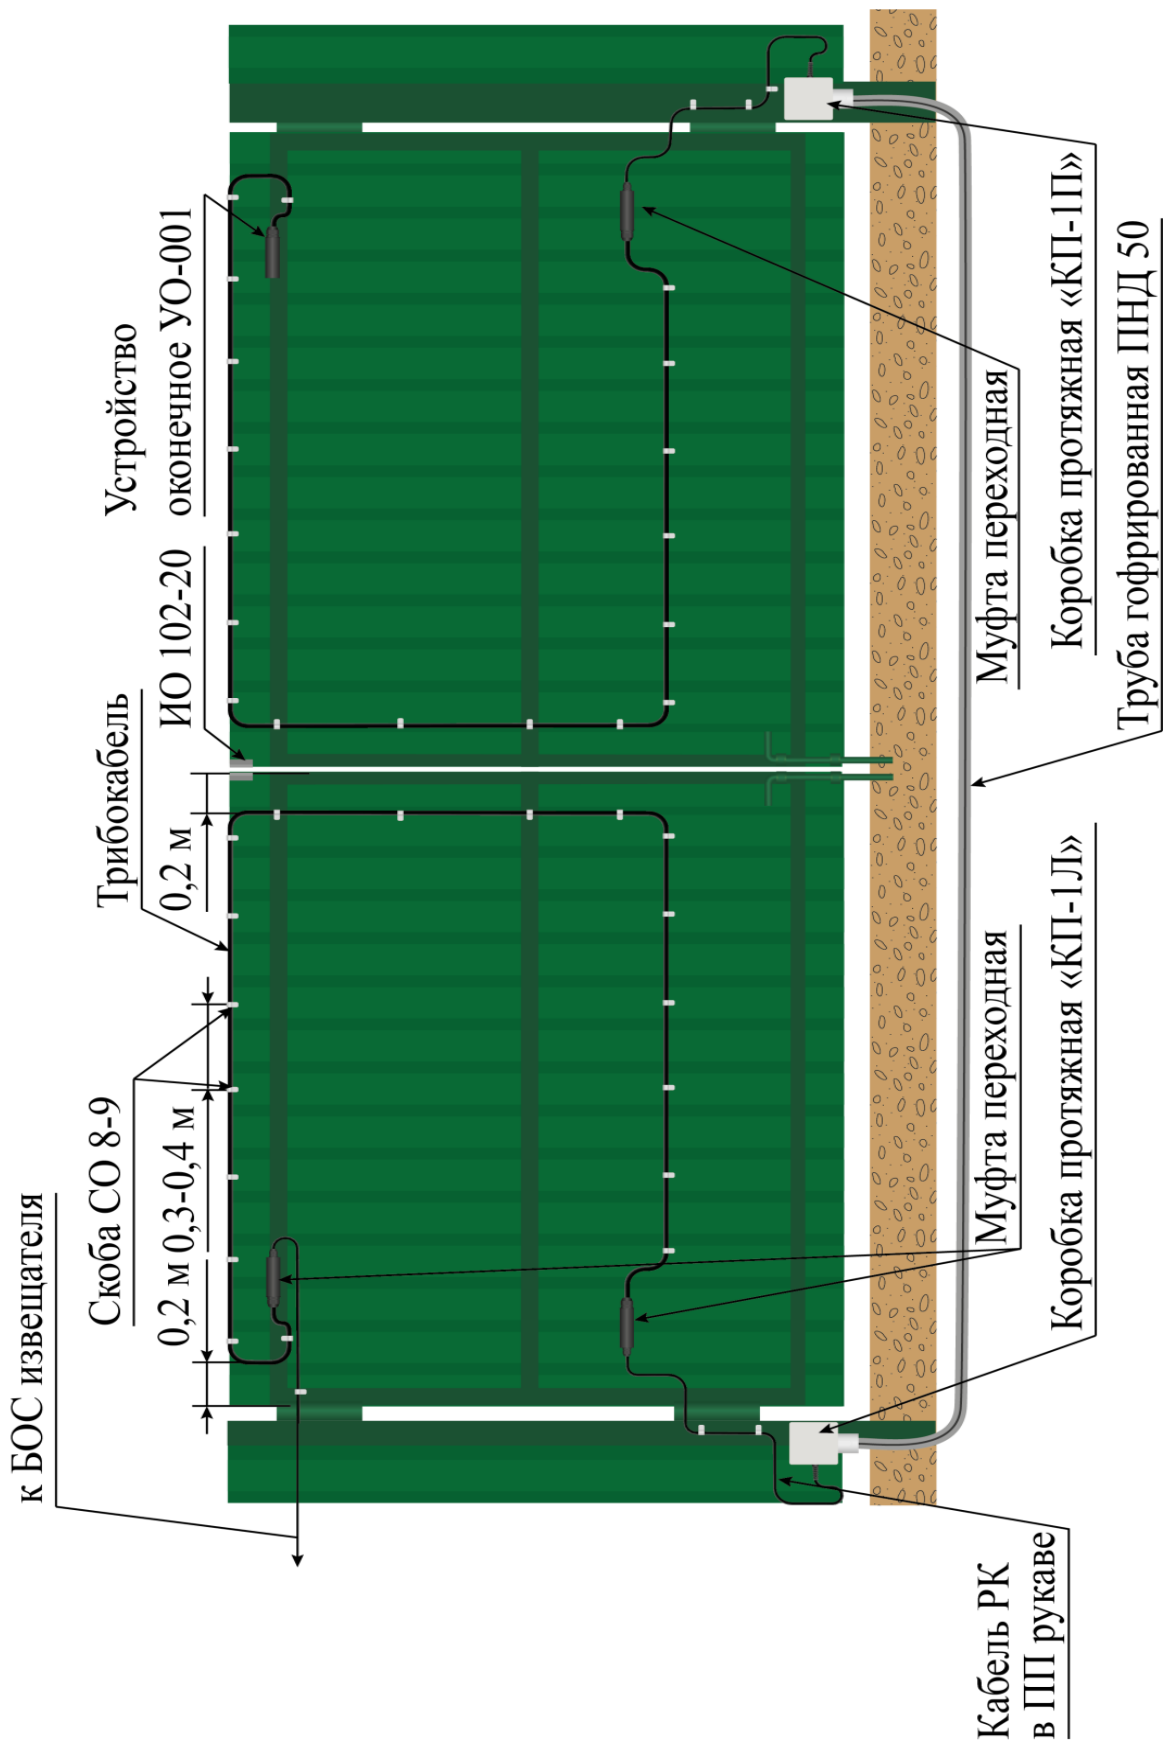 к БОС извещателя
Скоба СО 8-9
0,2 м 0,3-0,4 м
Трибокабель
0,2 м
ИО 102-20
Устройство
оконечное УО-001
Кабель РК
в ПП рукаве
Муфта переходная
Коробка протяжная «КП-1Л»
Муфта переходная
Коробка протяжная «КП-1П»
Труба гофрированная ПНД 50